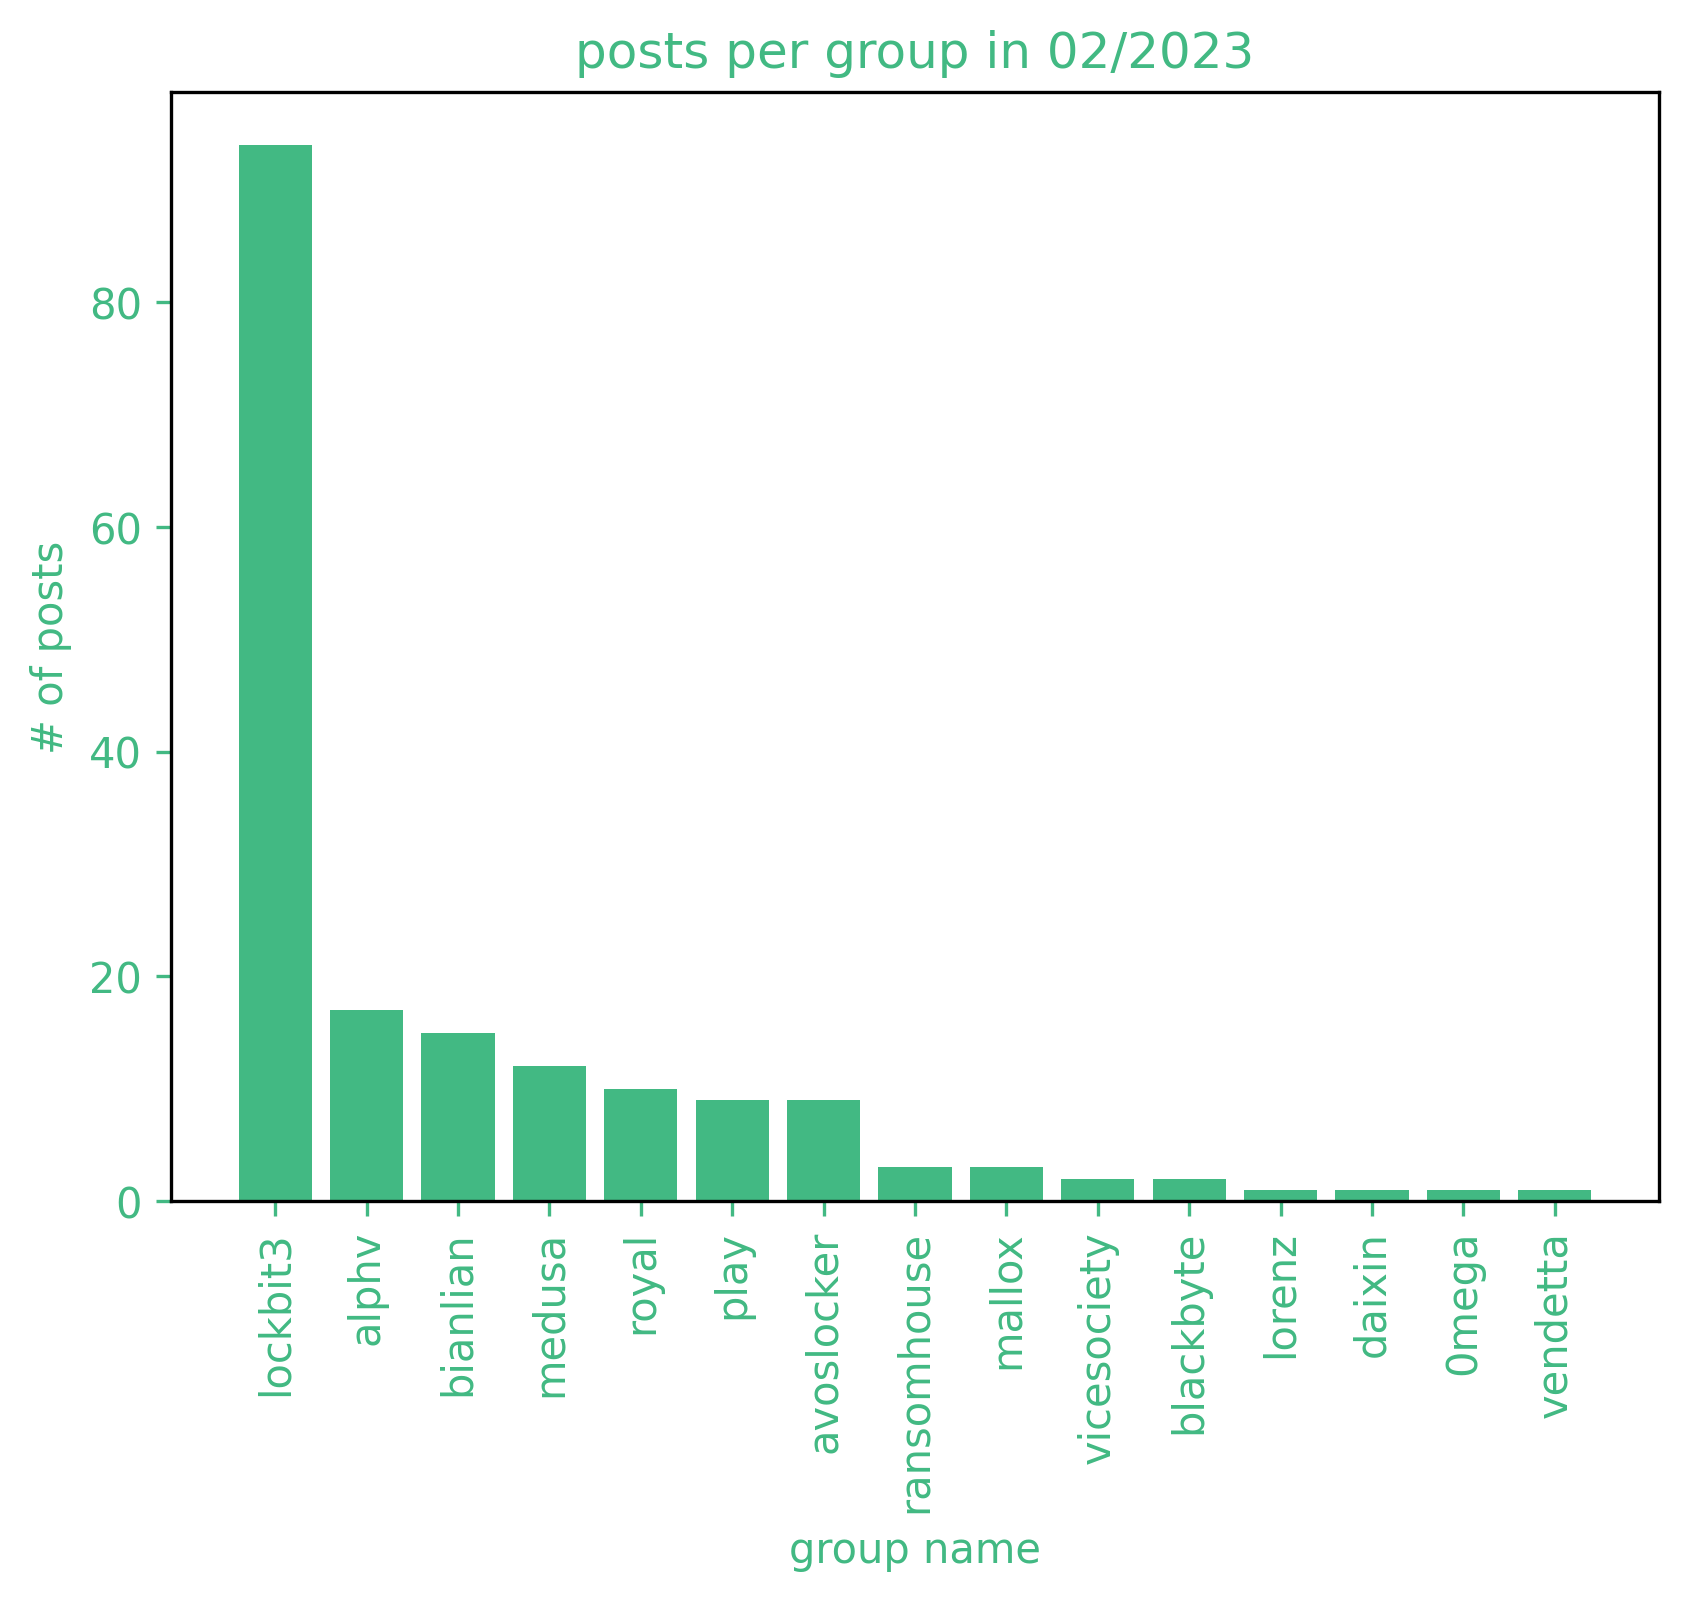 posts per group in 02/2023
# of posts
80
60
40
20
0
lockbit3
alphv
bianlian
medusa
royal
play
avoslocker
ransomhouse
mallox
vicesociety
blackbyte
lorenz
daixin
0mega
vendetta
group name